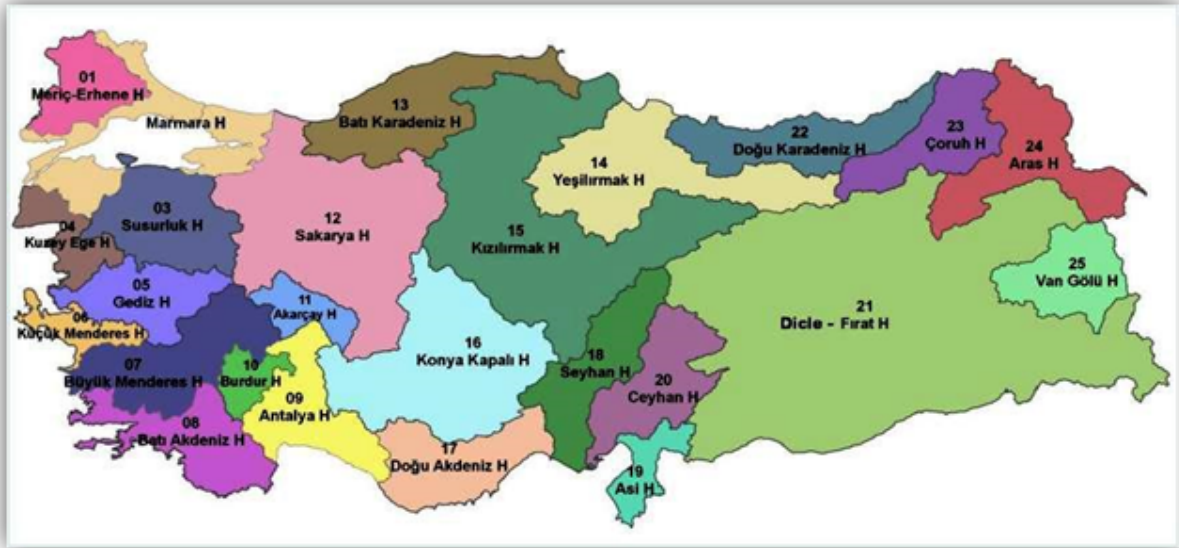 01
Meriç-Erhene H
Marmara H
13
Batı Karadeniz H
22
Doğu Karadeniz H
23
Çoruh H
24
Aras H
14
Yeşilırmak H
03
Susurluk H
12
Sakarya H
04
Kuzey Ege H
15
Kızılırmak H
05
Gediz H
25
Van Gölü H
11
Akarçay H
06
Küçük Menderes H
21
Dicle - Fırat H
16
Konya Kapalı H
07
Büyük Menderes H
10
Burdur H
18
Seyhan H
20
Ceyhan H
09
Antalya H
08
Batı Akdeniz H
17
Doğu Akdeniz H
19
Asi H